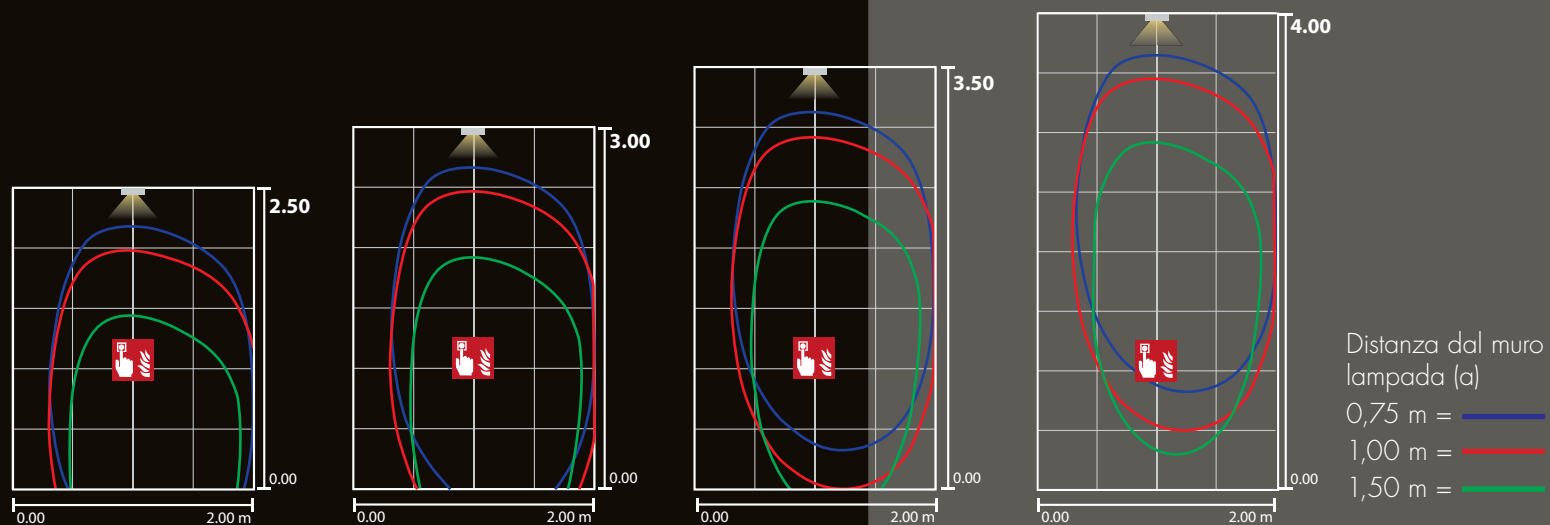 2.50
0.00
0.00 2.00 m
3.00
0.00
0.00 2.00 m
3.50
0.00
0.00 2.00 m
4.00
0.00
0.00 2.00 m
Distanza dal muro
lampada (a)
0,75 m =
1,00 m =
1,50 m =